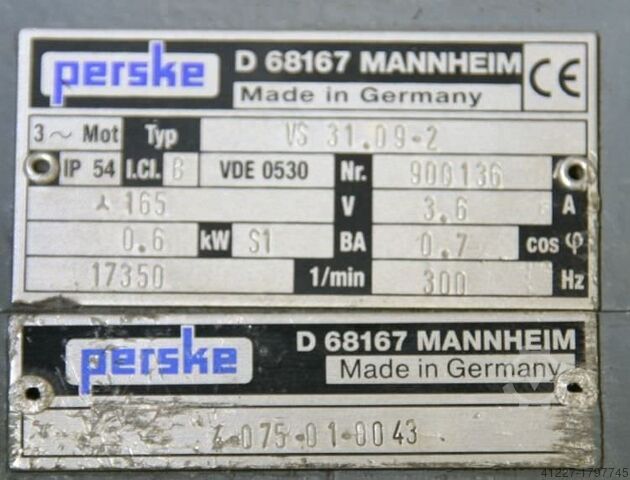 perske D 68167 MANNHEIM CE
Made in Germany
3~ Mot Typ VS 31.09-2
IP 54 I.Cl. B VDE 0530 Nr. 900136
⅄ 165 V 3.6 A
0.6 kW S1 BA 0.7 cos φ
17350 1/min 300 Hz
perske D 68167 MANNHEIM
Made in Germany
4-075-01-0043
41227-1797745